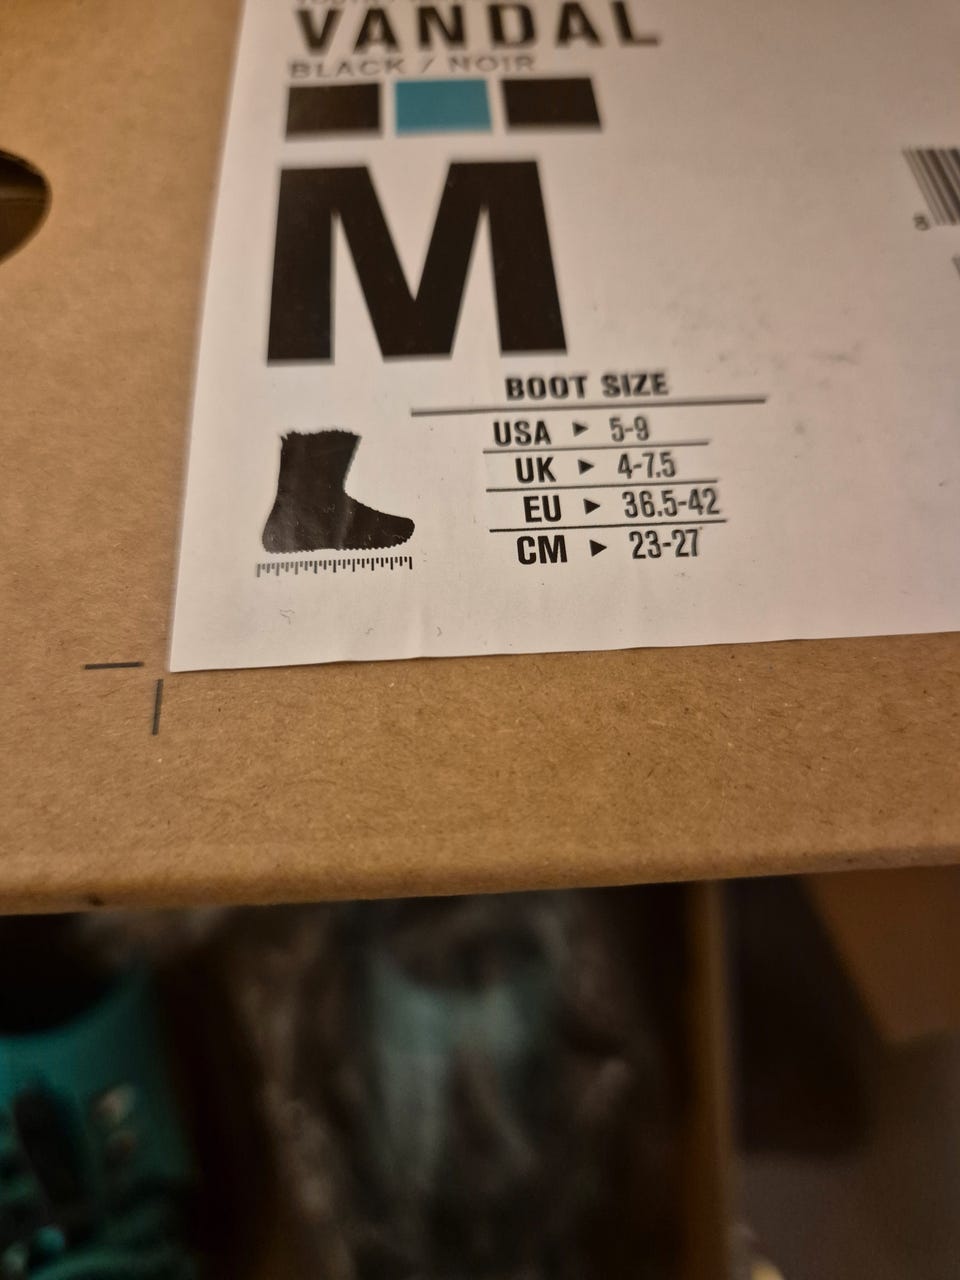 VANDAL
BLACK / NOIR
M
BOOT SIZE
USA ► 5-9
UK ► 4-7.5
EU ► 36.5-42
CM ► 23-27
8